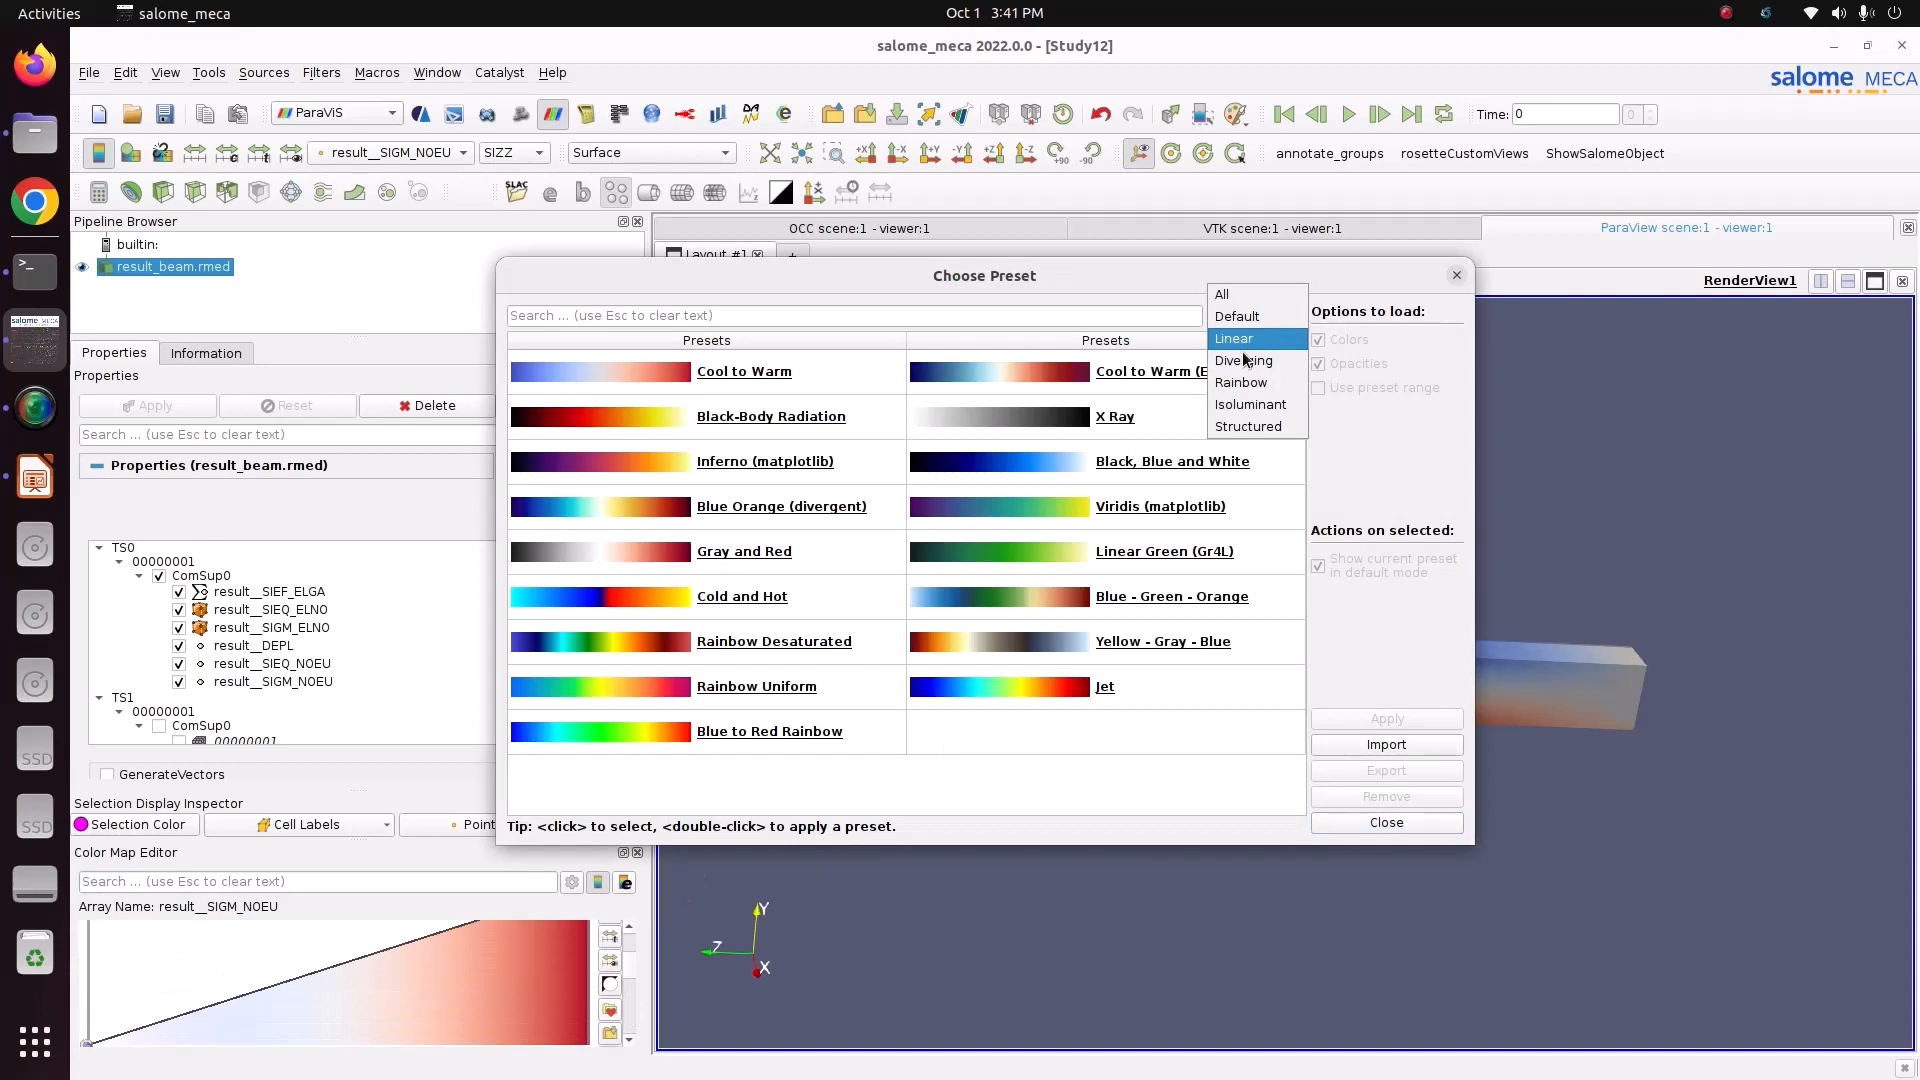 Activities
salome_meca
Oct 1 3:41 PM
salome_meca 2022.0.0 - [Study12]
File Edit View Tools Sources Filters Macros Window Catalyst Help
salome MECA
ParaViS
Time: 0
0
result__SIGM_NOEU
SIZZ
Surface
+X
-X
+Y
-Y
+Z
-Z
+90
-90
annotate_groups
rosetteCustomViews
ShowSalomeObject
SLAC
Pipeline Browser
builtin:
result_beam.rmed
OCC scene:1 - viewer:1
VTK scene:1 - viewer:1
ParaView scene:1 - viewer:1
Layout #1
RenderView1
Properties
Information
Properties
Apply
Reset
Delete
Search ... (use Esc to clear text)
Properties (result_beam.rmed)
TS0
00000001
ComSup0
result__SIEF_ELGA
result__SIEQ_ELNO
result__SIGM_ELNO
result__DEPL
result__SIEQ_NOEU
result__SIGM_NOEU
TS1
00000001
ComSup0
00000001
GenerateVectors
Selection Display Inspector
Selection Color
Cell Labels
Point
Color Map Editor
Search ... (use Esc to clear text)
Array Name: result__SIGM_NOEU
Choose Preset
Search ... (use Esc to clear text)
All
Default
Linear
Diverging
Rainbow
Isoluminant
Structured
Presets
Presets
Cool to Warm
Cool to Warm (E
Black-Body Radiation
X Ray
Inferno (matplotlib)
Black, Blue and White
Blue Orange (divergent)
Viridis (matplotlib)
Gray and Red
Linear Green (Gr4L)
Cold and Hot
Blue - Green - Orange
Rainbow Desaturated
Yellow - Gray - Blue
Rainbow Uniform
Jet
Blue to Red Rainbow
Tip: <click> to select, <double-click> to apply a preset.
Options to load:
Colors
Opacities
Use preset range
Actions on selected:
Show current preset
in default mode
Apply
Import
Export
Remove
Close
Y
Z
X
SSD
SSD